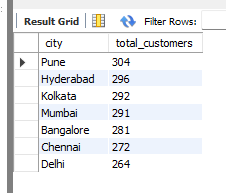 Result Grid Filter Rows:
city total_customers
Pune 304
Hyderabad 296
Kolkata 292
Mumbai 291
Bangalore 281
Chennai 272
Delhi 264